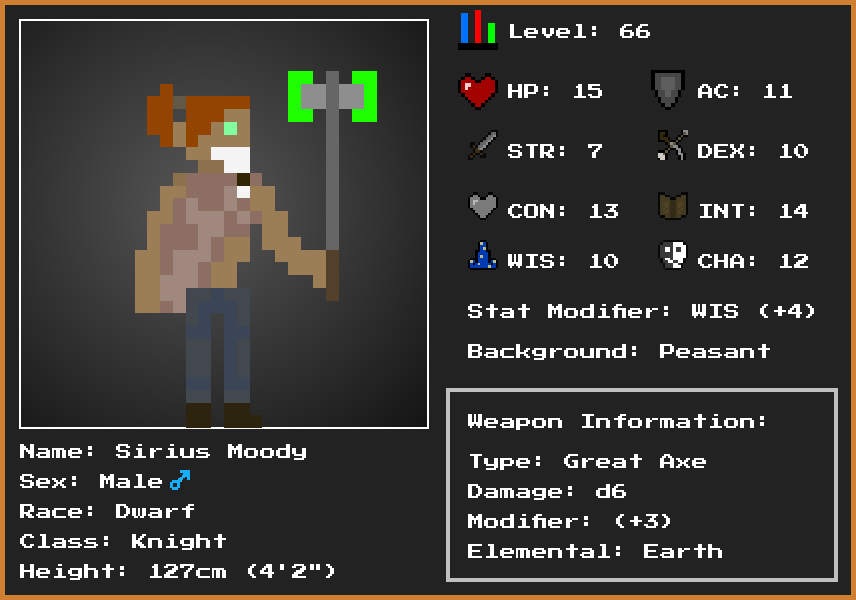 Level: 66
HP: 15
AC: 11
STR: 7
DEX: 10
CON: 13
INT: 14
WIS: 10
CHA: 12
Stat Modifier: WIS (+4)
Background: Peasant
Name: Sirius Moody
Sex: Male ♂
Race: Dwarf
Class: Knight
Height: 127cm (4'2")
Weapon Information:
Type: Great Axe
Damage: d6
Modifier: (+3)
Elemental: Earth